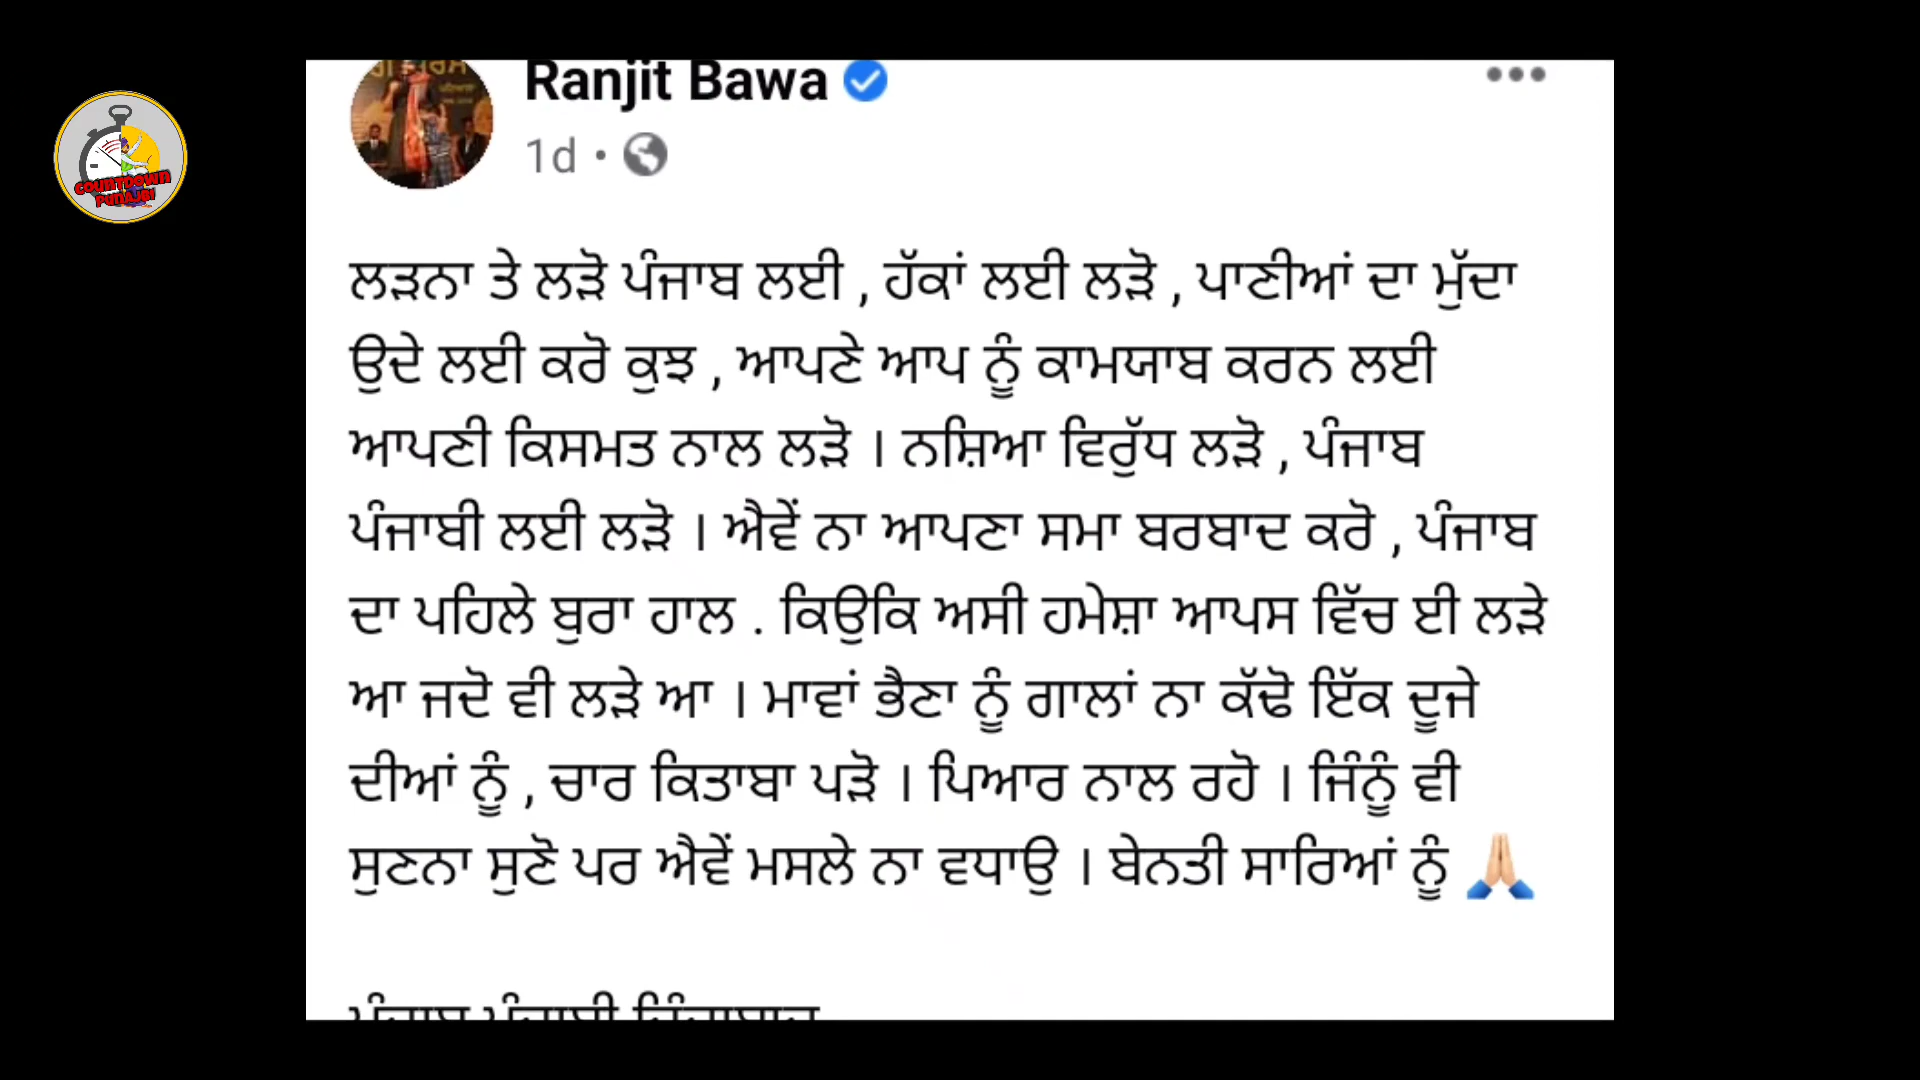 COUNTDOWN
PUNAJBI
Ranjit Bawa
1d
ਲੜਨਾ ਤੇ ਲੜੋ ਪੰਜਾਬ ਲਈ , ਹੱਕਾਂ ਲਈ ਲੜੋ , ਪਾਣੀਆਂ ਦਾ ਮੁੱਦਾ
ਉਦੇ ਲਈ ਕਰੋ ਕੁਝ , ਆਪਣੇ ਆਪ ਨੂੰ ਕਾਮਯਾਬ ਕਰਨ ਲਈ
ਆਪਣੀ ਕਿਸਮਤ ਨਾਲ ਲੜੋ । ਨਸ਼ਿਆ ਵਿਰੁੱਧ ਲੜੋ , ਪੰਜਾਬ
ਪੰਜਾਬੀ ਲਈ ਲੜੋ । ਐਵੇਂ ਨਾ ਆਪਣਾ ਸਮਾ ਬਰਬਾਦ ਕਰੋ , ਪੰਜਾਬ
ਦਾ ਪਹਿਲੇ ਬੁਰਾ ਹਾਲ . ਕਿਉਕਿ ਅਸੀ ਹਮੇਸ਼ਾ ਆਪਸ ਵਿੱਚ ਈ ਲੜੇ
ਆ ਜਦੋ ਵੀ ਲੜੇ ਆ । ਮਾਵਾਂ ਭੈਣਾ ਨੂੰ ਗਾਲਾਂ ਨਾ ਕੱਢੋ ਇੱਕ ਦੂਜੇ
ਦੀਆਂ ਨੂੰ , ਚਾਰ ਕਿਤਾਬਾ ਪੜੋ । ਪਿਆਰ ਨਾਲ ਰਹੋ । ਜਿੰਨੂੰ ਵੀ
ਸੁਣਨਾ ਸੁਣੋ ਪਰ ਐਵੇਂ ਮਸਲੇ ਨਾ ਵਧਾਉ । ਬੇਨਤੀ ਸਾਰਿਆਂ ਨੂੰ 🙏🏻
ਪੰਜਾਬ ਪੰਜਾਬੀ ਜ਼ਿੰਦਾਬਾਦ